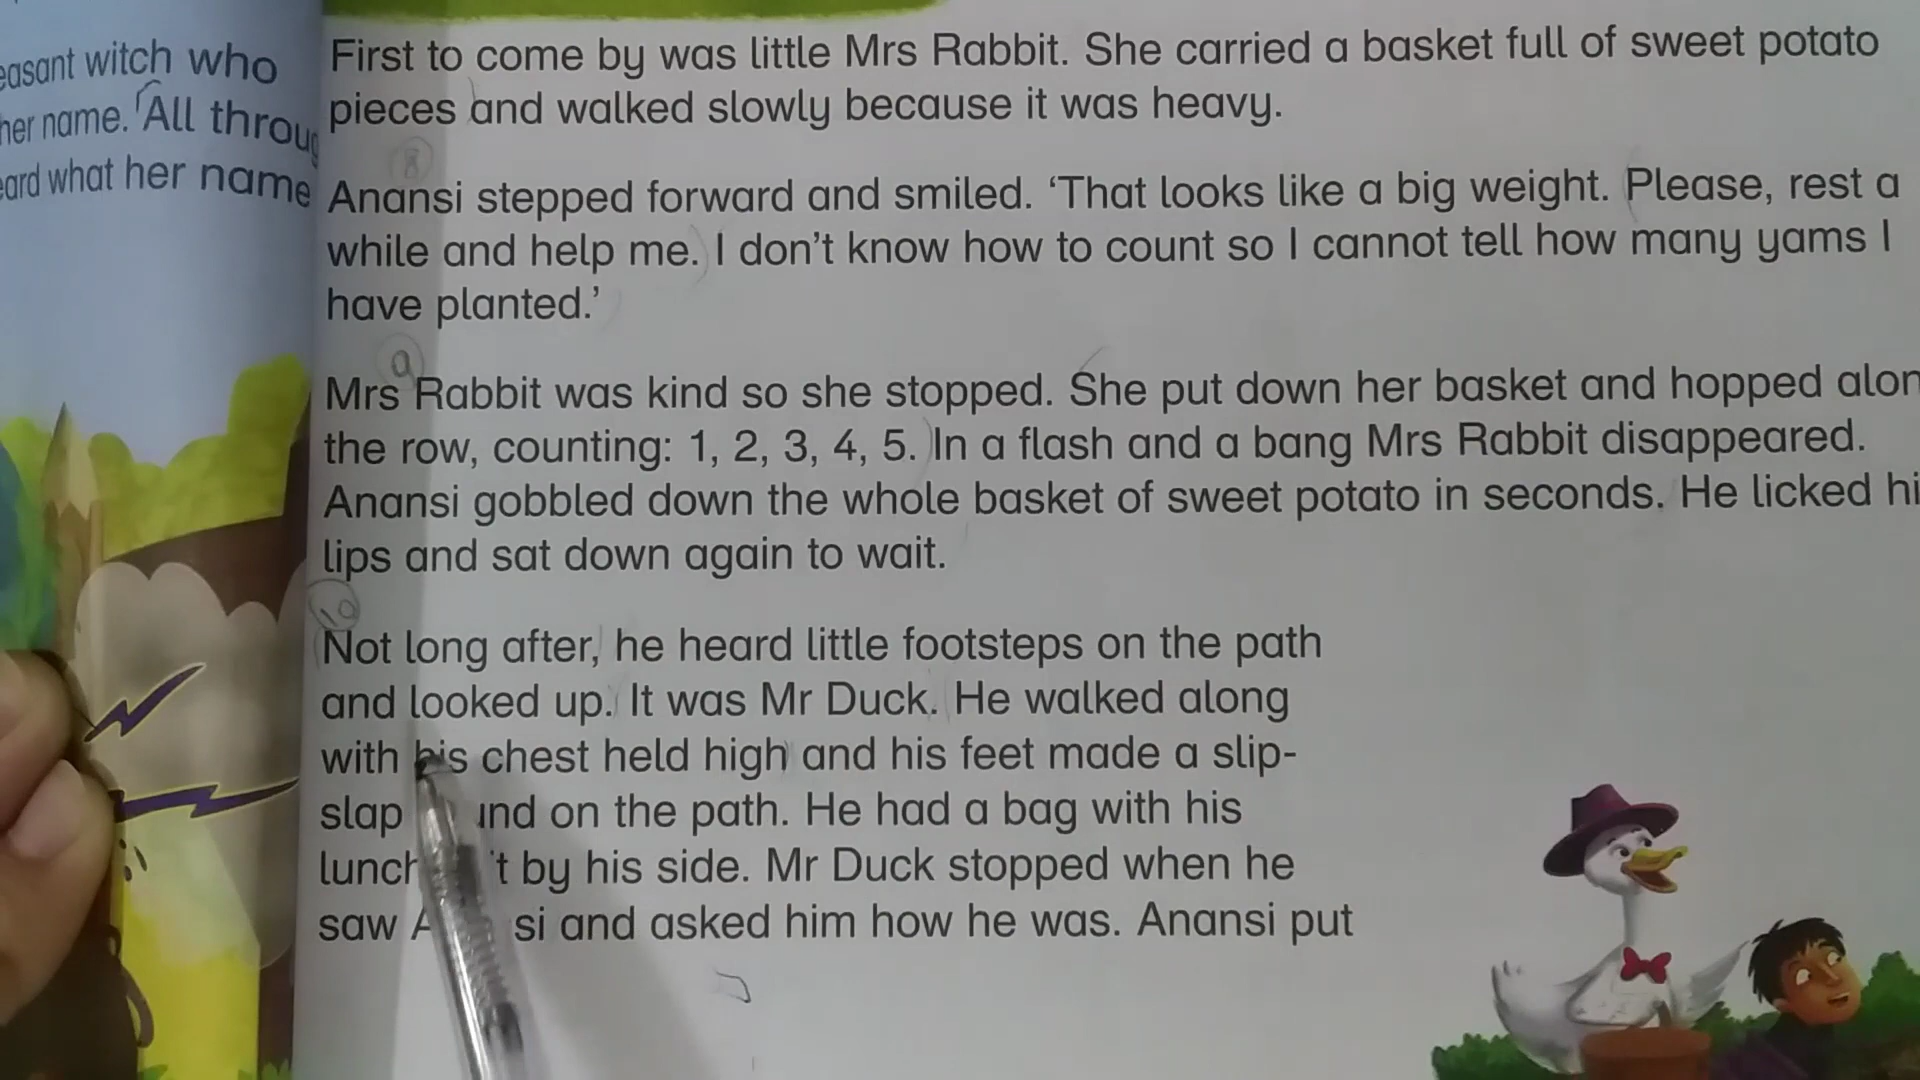 easant witch who
her name. 'All throug
eard what her name
First to come by was little Mrs Rabbit. She carried a basket full of sweet potato
pieces and walked slowly because it was heavy.
8
Anansi stepped forward and smiled. ‘That looks like a big weight. Please, rest a
while and help me. I don’t know how to count so I cannot tell how many yams I
have planted.’
9
Mrs Rabbit was kind so she stopped. She put down her basket and hopped alon
the row, counting: 1, 2, 3, 4, 5. In a flash and a bang Mrs Rabbit disappeared.
Anansi gobbled down the whole basket of sweet potato in seconds. He licked hi
lips and sat down again to wait.
10
Not long after, he heard little footsteps on the path
and looked up. It was Mr Duck. He walked along
with his chest held high and his feet made a slip-
slap und on the path. He had a bag with his
lunch t by his side. Mr Duck stopped when he
saw A si and asked him how he was. Anansi put